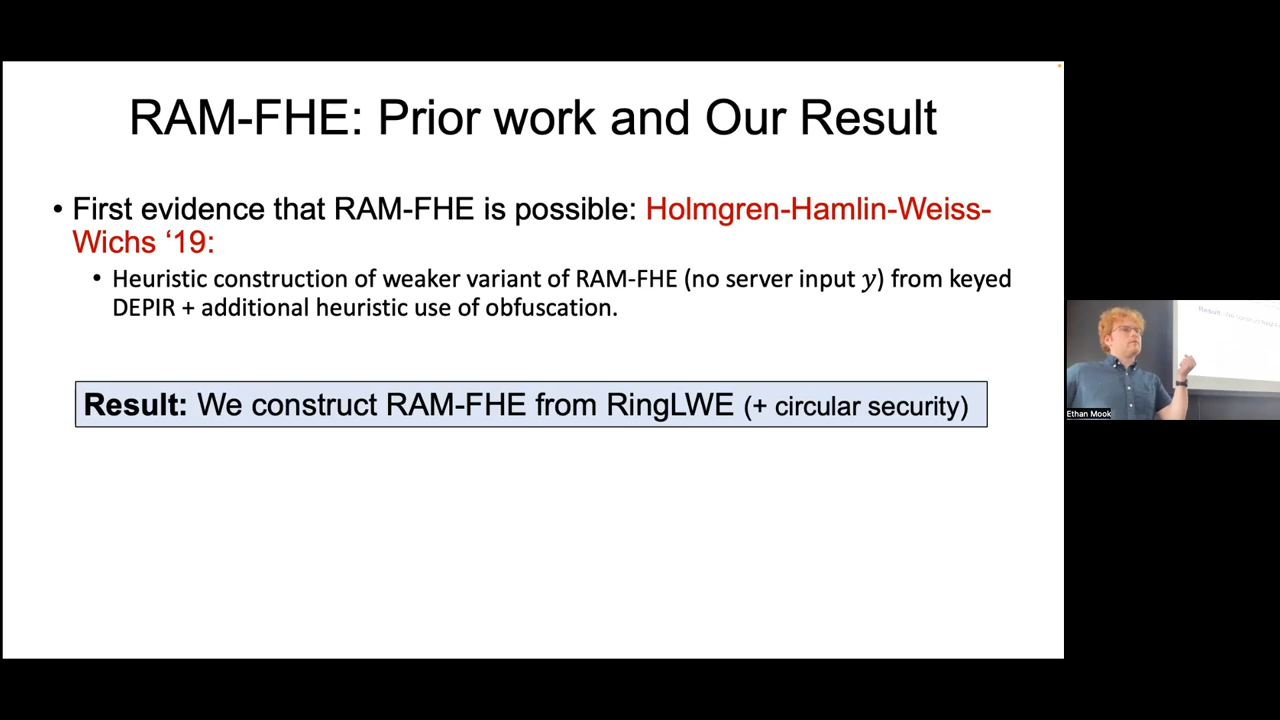 RAM-FHE: Prior work and Our Result
• First evidence that RAM-FHE is possible: Holmgren-Hamlin-Weiss-
Wichs ‘19:
• Heuristic construction of weaker variant of RAM-FHE (no server input 𝑦) from keyed
DEPIR + additional heuristic use of obfuscation.
Result: We construct RAM-FHE from RingLWE (+ circular security)
Ethan Mook